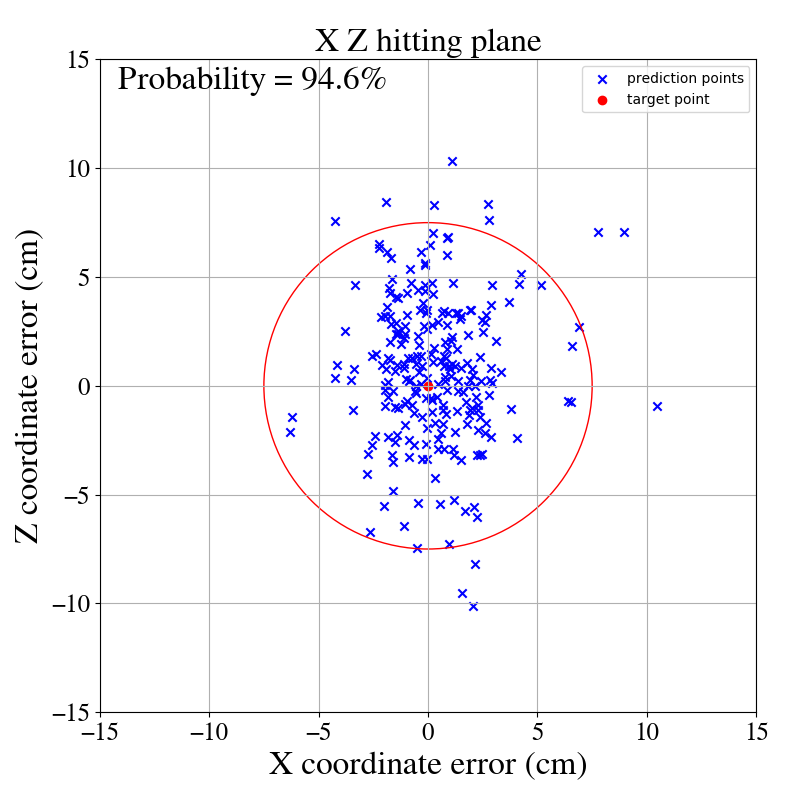 X Z hitting plane
Probability = 94.6%
prediction points
target point
Z coordinate error (cm)
15
10
5
0
−5
−10
−15
−15 −10 −5 0 5 10 15
X coordinate error (cm)